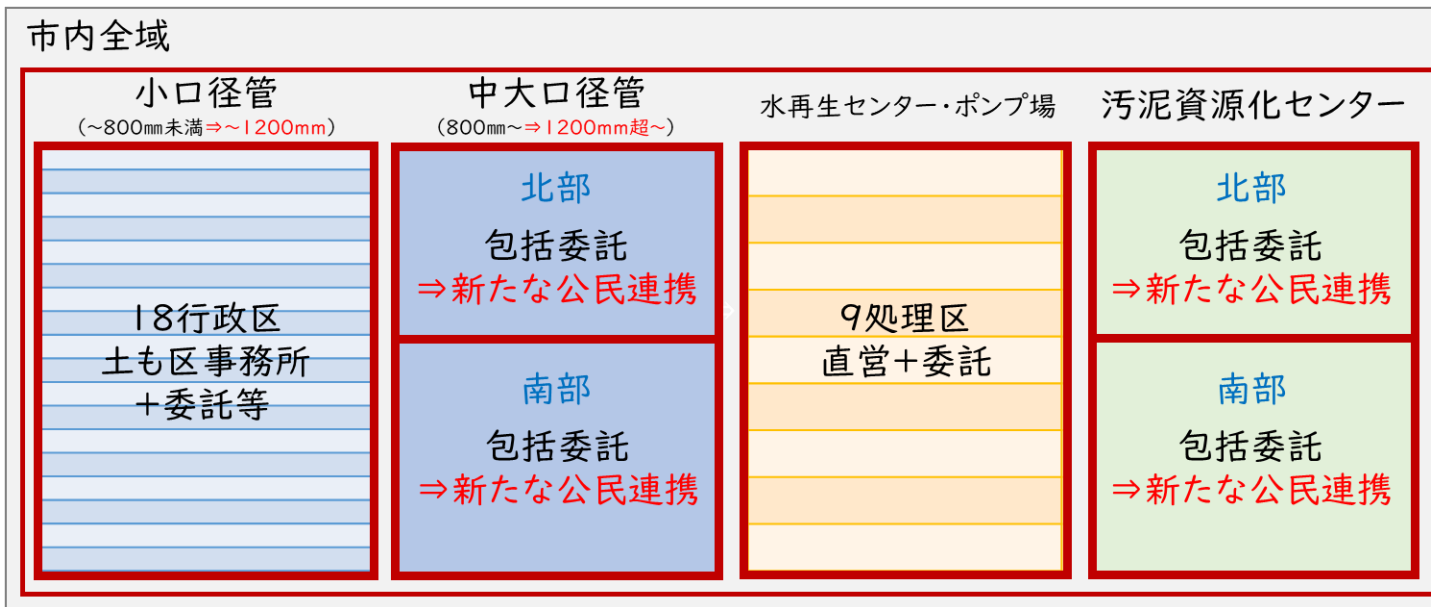 市内全域
小口径管
(~800㎜未満⇒~1200mm)
18行政区
土も区事務所
+委託等
中大口径管
(800㎜~⇒1200mm超~)
北部
包括委託
⇒新たな公民連携
南部
包括委託
⇒新たな公民連携
水再生センター・ポンプ場
9処理区
直営+委託
汚泥資源化センター
北部
包括委託
⇒新たな公民連携
南部
包括委託
⇒新たな公民連携